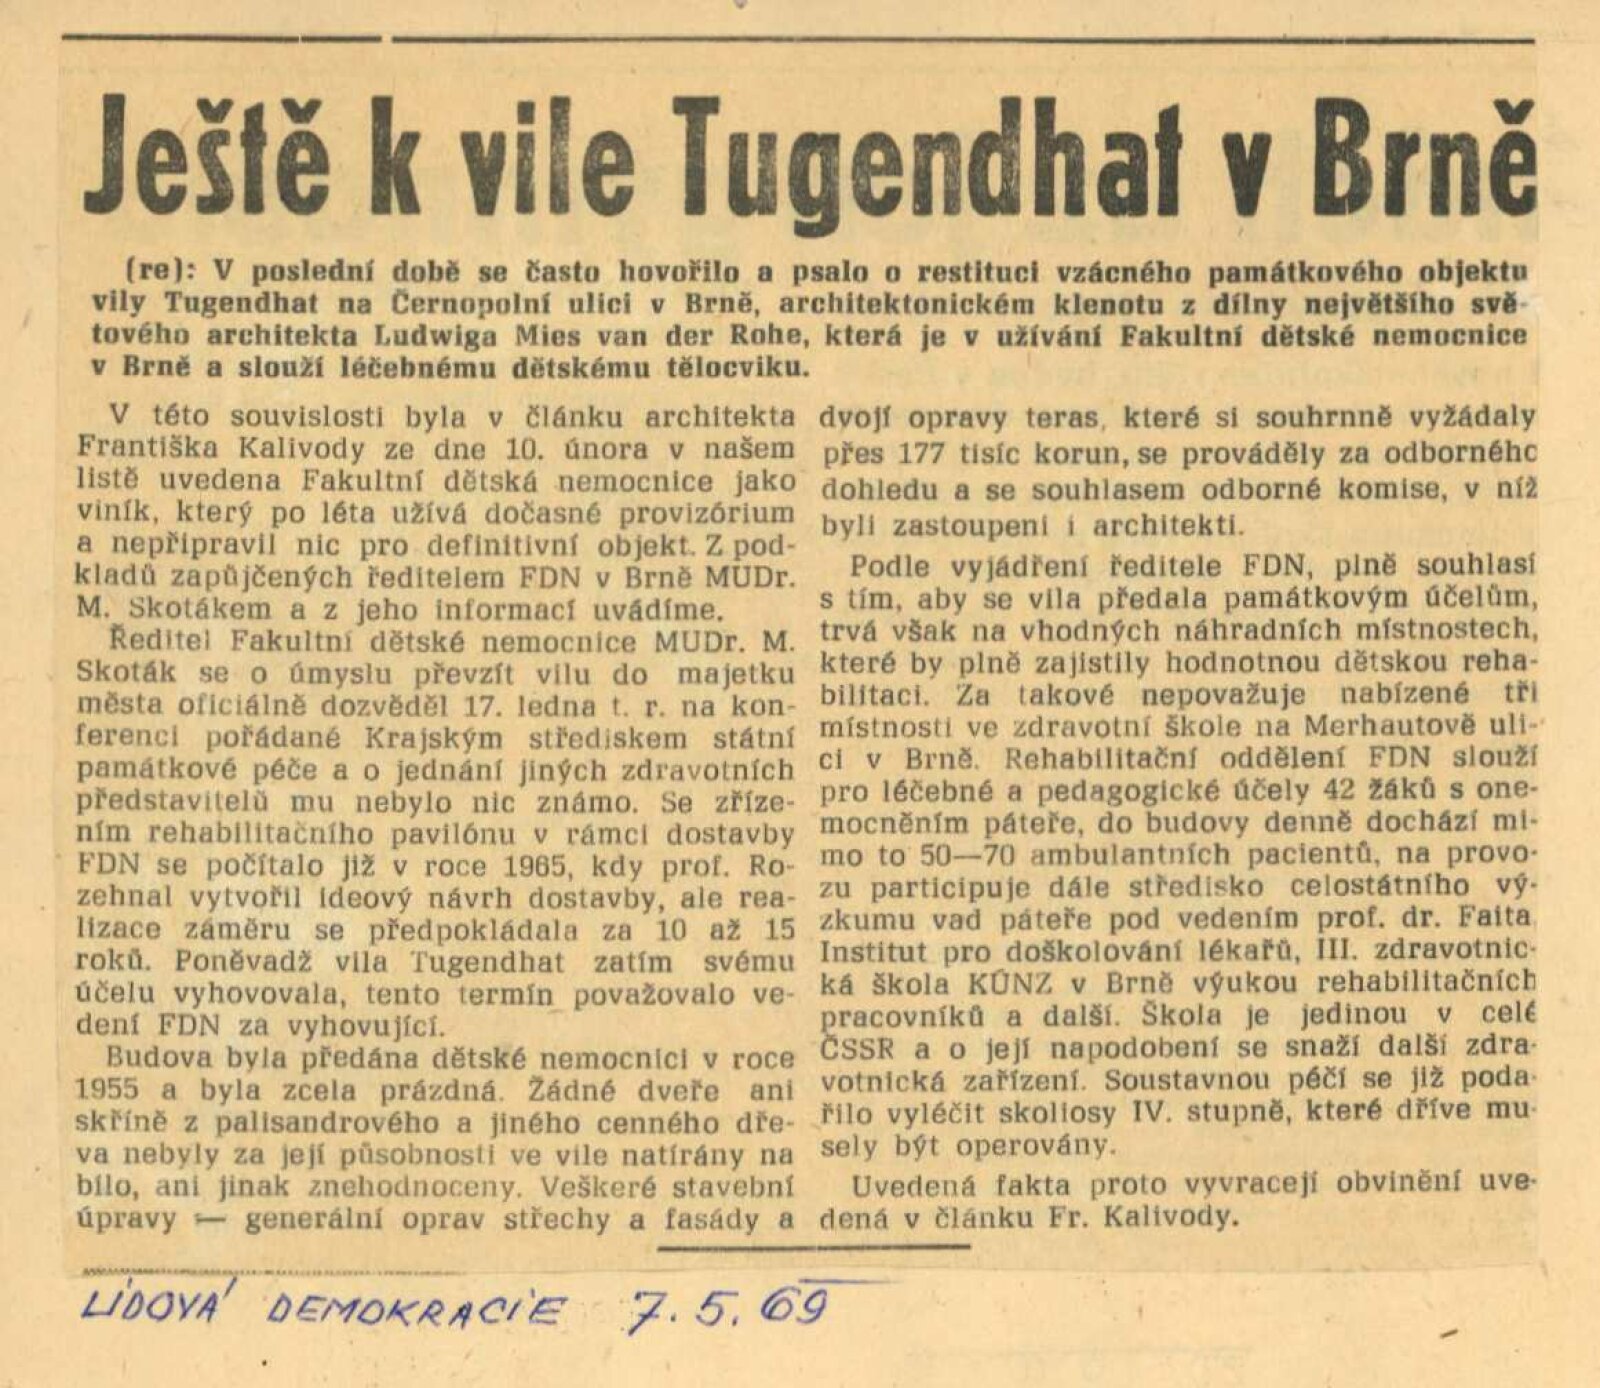 Ještě k vile Tugendhat v Brně
(re): V poslední době se často hovořilo a psalo o restituci vzácného památkového objektu
vily Tugendhat na Černopolní ulici v Brně, architektonickém klenotu z dílny největšího svě-
tového architekta Ludwiga Mies van der Rohe, která je v užívání Fakultní dětské nemocnice
v Brně a slouží léčebnému dětskému tělocviku.
V této souvislosti byla v článku architekta
Františka Kalivody ze dne 10. února v našem
listě uvedena Fakultní dětská nemocnice jako
viník, který po léta užívá dočasné provizórium
a nepřipravil nic pro definitivní objekt. Z pod-
kladů zapůjčených ředitelem FDN v Brně MUDr.
M. Skotákem a z jeho informací uvádíme.
Ředitel Fakultní dětské nemocnice MUDr. M.
Skoták se o úmyslu převzít vilu do majetku
města oficiálně dozvěděl 17. ledna t. r. na kon-
ferenci pořádané Krajským střediskem státní
památkové péče a o jednání jiných zdravotních
představitelů mu nebylo nic známo. Se zříze-
ním rehabilitačního pavilónu v rámci dostavby
FDN se počítalo již v roce 1965, kdy prof. Ro-
zehnal vytvořil ideový návrh dostavby, ale rea-
lizace záměru se předpokládala za 10 až 15
roků. Poněvadž vila Tugendhat zatím svému
účelu vyhovovala, tento termín považovalo ve-
dení FDN za vyhovující.
Budova byla předána dětské nemocnici v roce
1955 a byla zcela prázdná. Žádné dveře ani
skříně z palisandrového a jiného cenného dře-
va nebyly za její působnosti ve vile natírány na
bílo, ani jinak znehodnoceny. Veškeré stavební
úpravy — generální oprav střechy a fasády a
dvojí opravy teras, které si souhrnně vyžádaly
přes 177 tisíc korun, se prováděly za odborného
dohledu a se souhlasem odborné komise, v níž
byli zastoupeni i architekti.
Podle vyjádření ředitele FDN, plně souhlasí
s tím, aby se vila předala památkovým účelům,
trvá však na vhodných náhradních místnostech,
které by plně zajistily hodnotnou dětskou reha-
bilitaci. Za takové nepovažuje nabízené tři
místnosti ve zdravotní škole na Merhautově uli-
ci v Brně. Rehabilitační oddělení FDN slouží
pro léčebné a pedagogické účely 42 žáků s one-
mocněním páteře, do budovy denně dochází mi-
mo to 50—70 ambulantních pacientů, na provo-
zu participuje dále středisko celostátního vý-
zkumu vad páteře pod vedením prof. dr. Faita
Institut pro doškolování lékařů, III. zdravotnic-
ká škola KÚNZ v Brně výukou rehabilitačních
pracovníků a další. Škola je jedinou v celé
ČSSR a o její napodobení se snaží další zdra-
votnická zařízení. Soustavnou péčí se již poda-
řilo vyléčit skoliosy IV. stupně, které dříve mu-
sely být operovány.
Uvedená fakta proto vyvracejí obvinění uve-
dená v článku Fr. Kalivody.
LIDOVÁ DEMOKRACIE 7. 5. 69